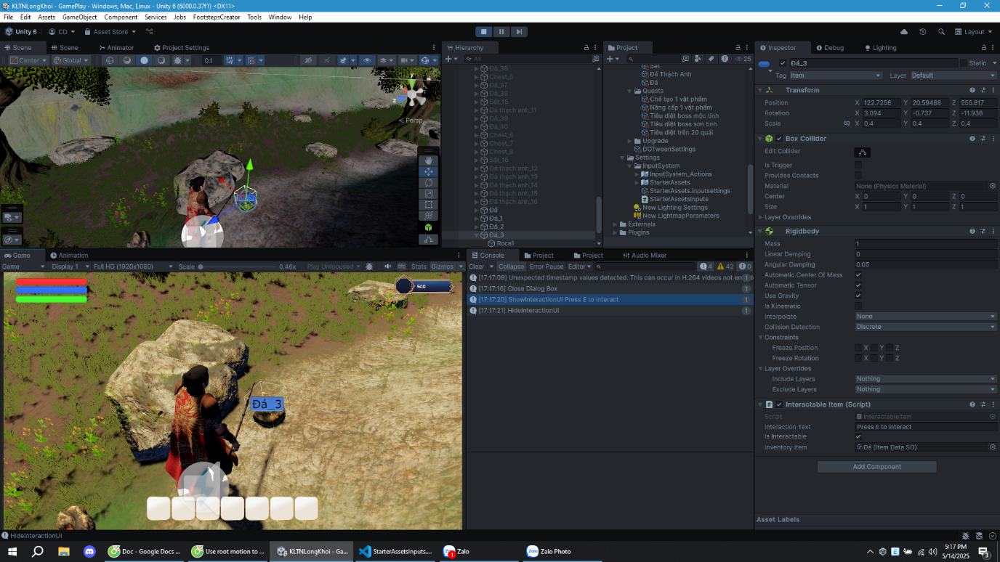 KLTNLongKhoi - GamePlay - Windows, Mac, Linux - Unity 6 (6000.0.37f1) <DX11>
File Edit Assets GameObject Component Services Jobs FootstepsCreator Tools Window Help
Unity 6 CD Asset Store Layout
Scene Scene Animator Project Settings
Center Global 0.1
Persp
y
z
Hierarchy
All
Đá_36
Chest_5
Đá_37
Đá_38
Sắt_15
Đá thạch anh_11
Đá_39
Đá_40
Chest_6
Chest_7
Chest_8
Sắt_16
Đá thạch anh_12
Đá thạch anh_13
Đá thạch anh_14
Đá thạch anh_15
Đá thạch anh_16
Đá
Đá_1
Đá_2
Đá_3
Roca1
Project
25
Sắt
Đá Thạch Anh
Đá
Quests
Chế tạo 1 vật phẩm
Nâng cấp 1 vật phẩm
Tiêu diệt boss mộc tinh
Tiêu diệt boss sơn tinh
Tiêu diệt trên 20 quái
Upgrade
DOTweenSettings
Settings
InputSystem
InputSystem_Actions
StarterAssets
StarterAssets.inputsettings
StarterAssetsInputs
New Lighting Settings
New LightmapParameters
Externals
Plugins
Inspector Debug Lighting
Đá_3 Static
Tag Item Layer Default
Transform
Position X 122.7258 Y 20.59488 Z 555.817
Rotation X 3.094 Y -0.737 Z -11.938
Scale X 0.4 Y 0.4 Z 0.4
Box Collider
Edit Collider
Is Trigger
Provides Contacts
Material None (Physics Material)
Center X 0 Y 0 Z 0
Size X 1 Y 1 Z 1
Layer Overrides
Rigidbody
Mass 1
Linear Damping 0
Angular Damping 0.05
Automatic Center Of Mass
Automatic Tensor
Use Gravity
Is Kinematic
Interpolate None
Collision Detection Discrete
Constraints
Freeze Position X Y Z
Freeze Rotation X Y Z
Layer Overrides
Include Layers Nothing
Exclude Layers Nothing
Interactable Item (Script)
Script InteractableItem
Interaction Text Press E to interact
Is Interactable
Inventory Item Đá (Item Data SO)
Add Component
Asset Labels
Game Animation
Game Display 1 Full HD (1920x1080) Scale 0.46x Play Unfocused Stats Gizmos
500
Đá_3
Console Project Project Audio Mixer
Clear Collapse Error Pause Editor 4 42 0
[17:17:09] Unexpected timestamp values detected. This can occur in H.264 videos not en 1
[17:17:16] Close Dialog Box 1
[17:17:20] ShowInteractionUI Press E to interact 1
[17:17:21] HideInteractionUI 1
HideInteractionUI
Doc - Google Docs ... Use root motion to ... KLTNLongKhoi - Ga... StarterAssetsInputs.... 1 Zalo Zalo Photo
5:17 PM
5/14/2025
3